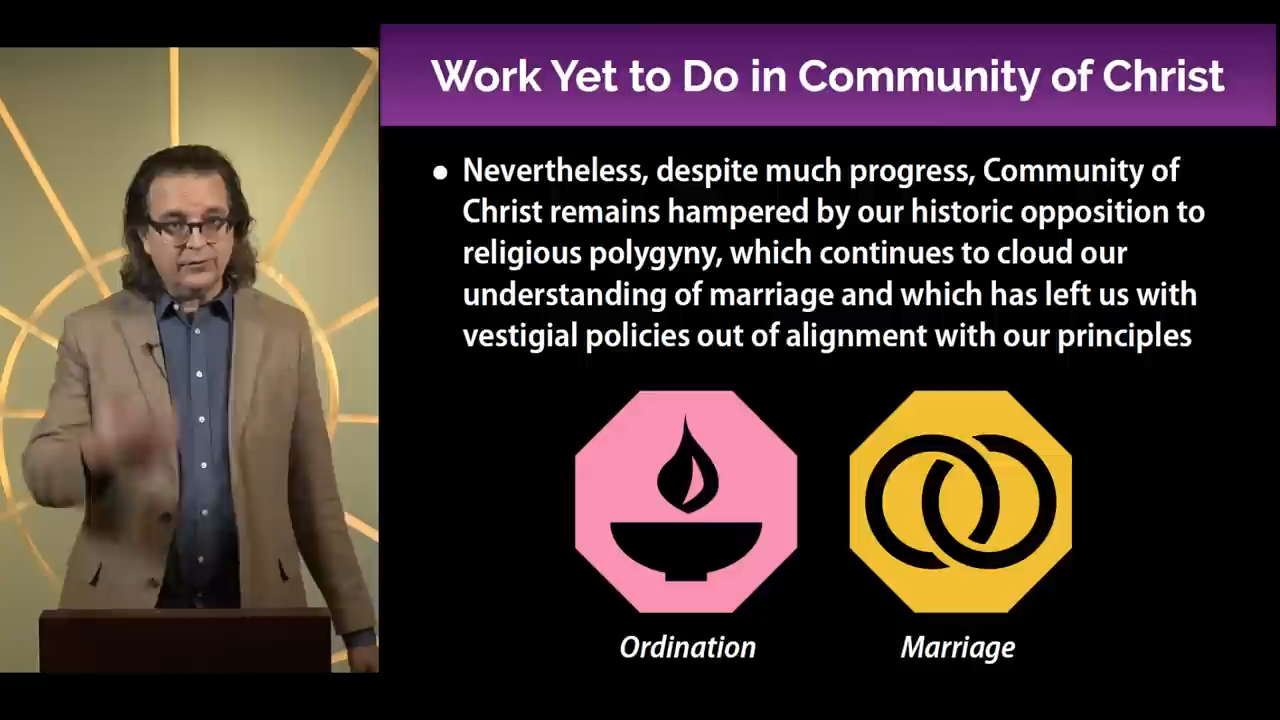 Work Yet to Do in Community of Christ
● Nevertheless, despite much progress, Community of
Christ remains hampered by our historic opposition to
religious polygyny, which continues to cloud our
understanding of marriage and which has left us with
vestigial policies out of alignment with our principles
Ordination
Marriage